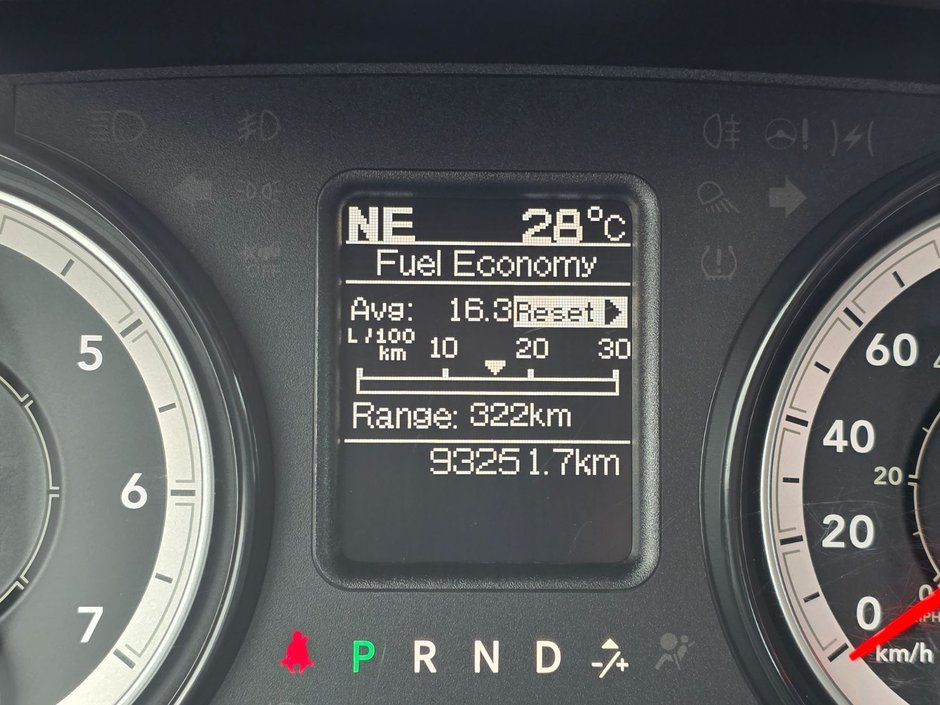 NE 28°C
Fuel Economy
Avg: 16.3 Reset
L/100
km 10 20 30
Range: 322km
93251.7km
5
6
7
60
40
20
0
km/h
20
0
OFF
P R N D -/+